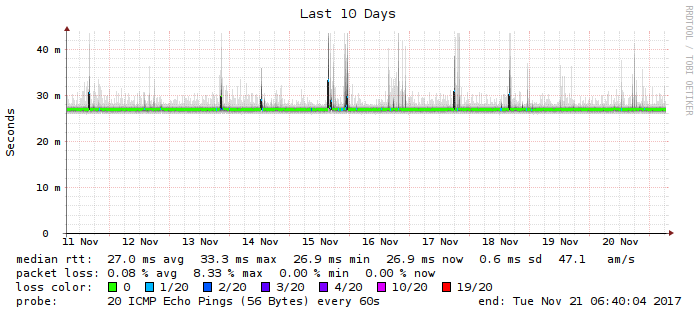 Last 10 Days
RRDTOOL / TOBI OETIKER
Seconds
40 m
30 m
20 m
10 m
0
11 Nov 12 Nov 13 Nov 14 Nov 15 Nov 16 Nov 17 Nov 18 Nov 19 Nov 20 Nov
median rtt: 27.0 ms avg 33.3 ms max 26.9 ms min 26.9 ms now 0.6 ms sd 47.1 am/s
packet loss: 0.08 % avg 8.33 % max 0.00 % min 0.00 % now
loss color: 0 1/20 2/20 3/20 4/20 10/20 19/20
probe: 20 ICMP Echo Pings (56 Bytes) every 60s end: Tue Nov 21 06:40:04 2017